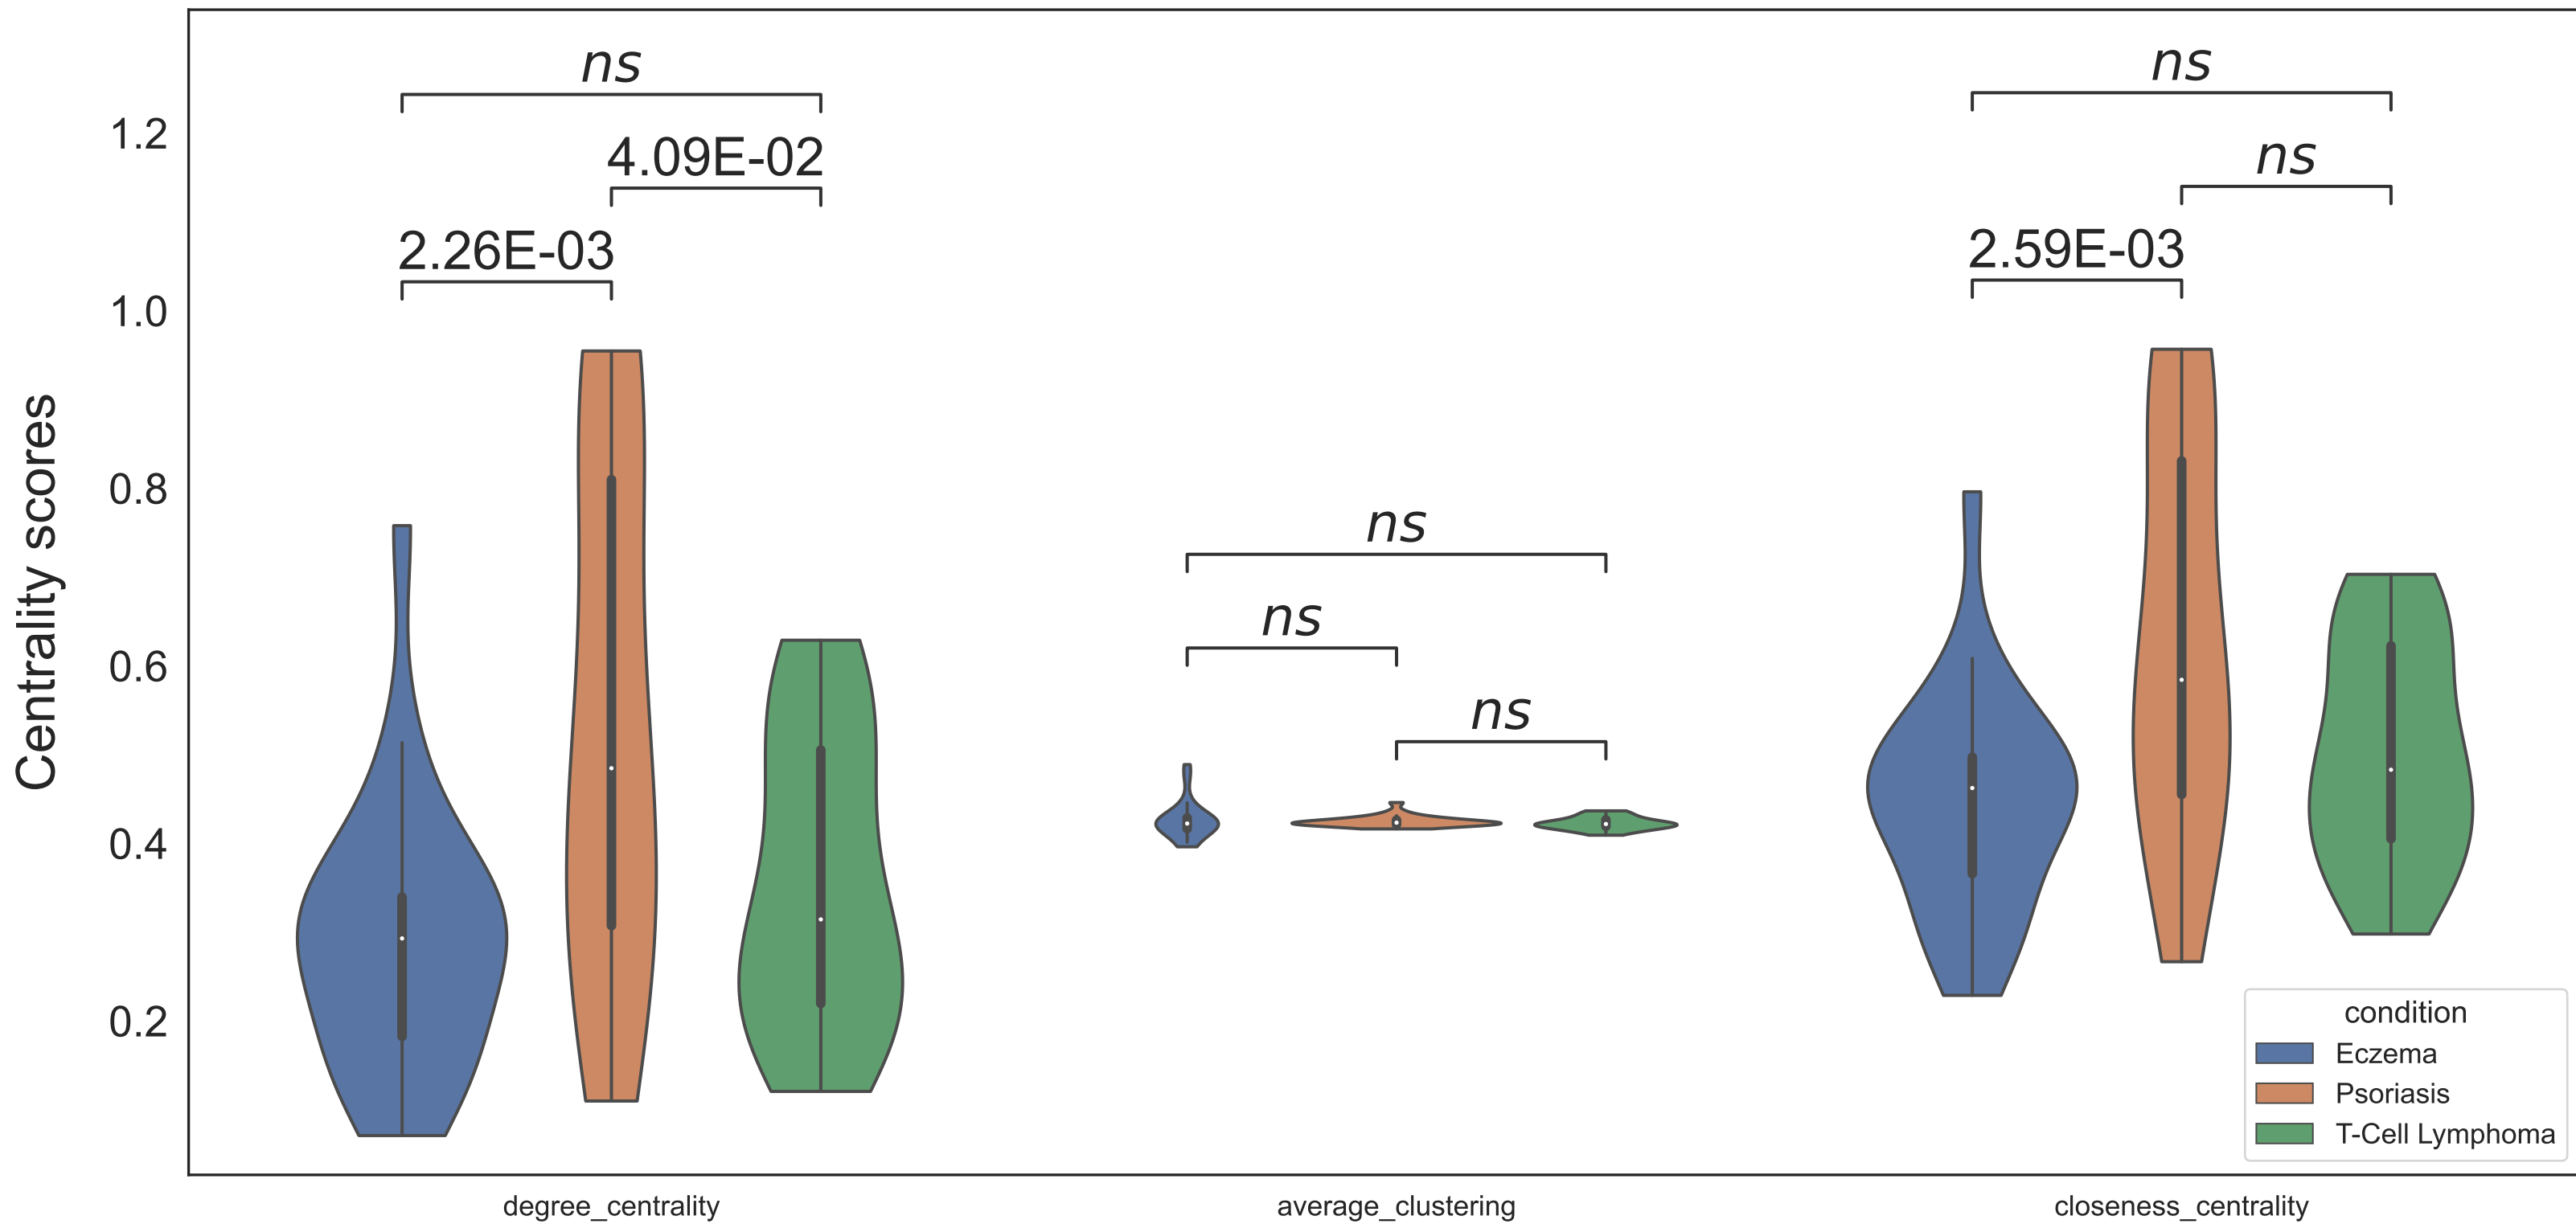 Centrality scores
1.2
1.0
0.8
0.6
0.4
0.2
ns
4.09E-02
2.26E-03
ns
ns
ns
ns
ns
2.59E-03
condition
Eczema
Psoriasis
T-Cell Lymphoma
degree_centrality
average_clustering
closeness_centrality